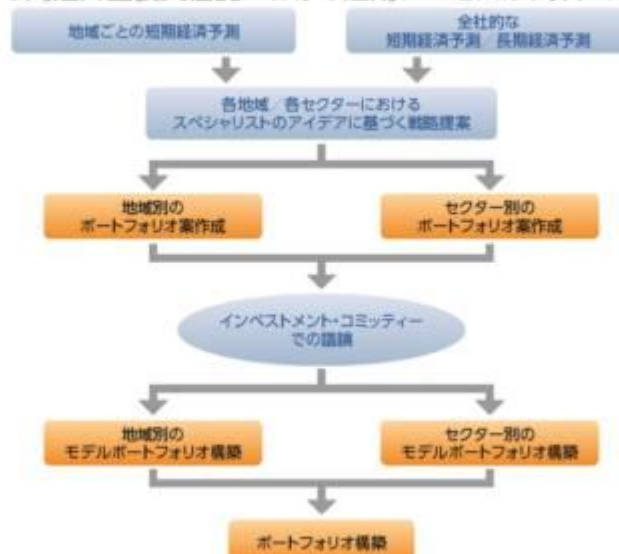 地域ごとの短期経済予測
全社的な
短期経済予測／長期経済予測
各地域／各セクターにおける
スペシャリストのアイデアに基づく戦略提案
地域別の
ポートフォリオ案作成
セクター別の
ポートフォリオ案作成
インベストメント・コミッティー
での議論
地域別の
モデルポートフォリオ構築
セクター別の
モデルポートフォリオ構築
ポートフォリオ構築